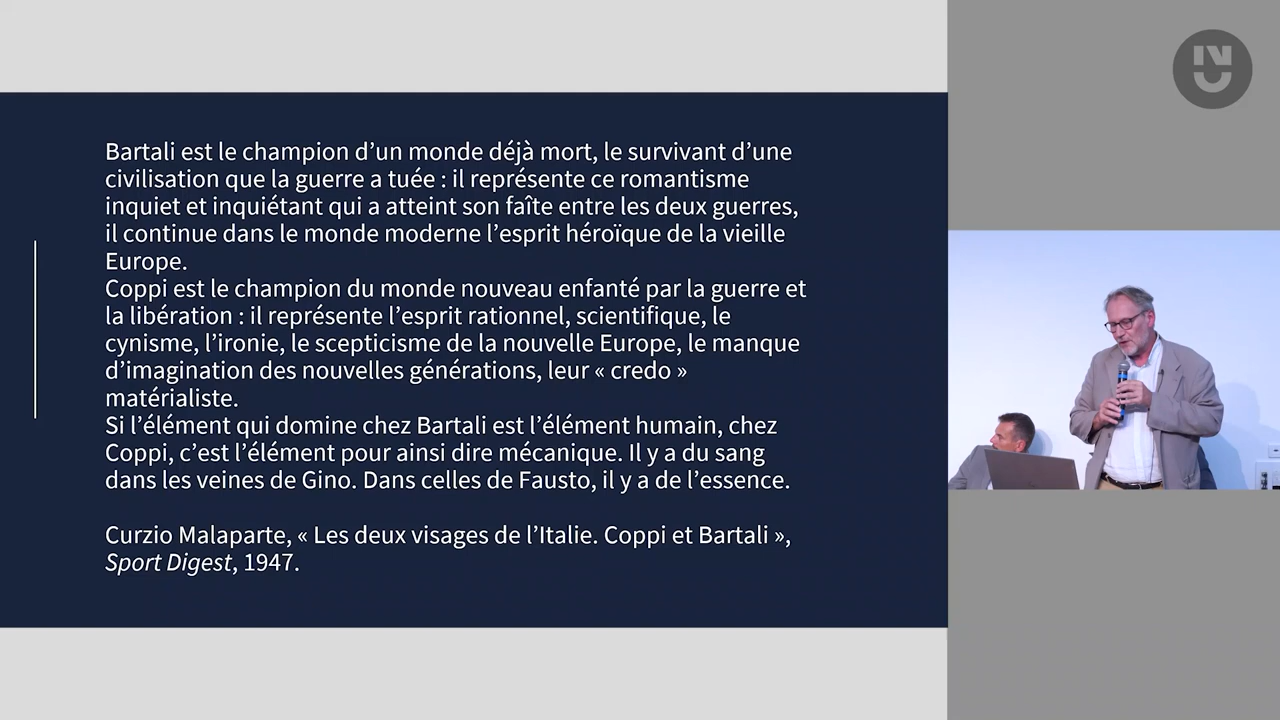 Bartali est le champion d’un monde déjà mort, le survivant d’une
civilisation que la guerre a tuée : il représente ce romantisme
inquiet et inquiétant qui a atteint son faîte entre les deux guerres,
il continue dans le monde moderne l’esprit héroïque de la vieille
Europe.
Coppi est le champion du monde nouveau enfanté par la guerre et
la libération : il représente l’esprit rationnel, scientifique, le
cynisme, l’ironie, le scepticisme de la nouvelle Europe, le manque
d’imagination des nouvelles générations, leur « credo »
matérialiste.
Si l’élément qui domine chez Bartali est l’élément humain, chez
Coppi, c’est l’élément pour ainsi dire mécanique. Il y a du sang
dans les veines de Gino. Dans celles de Fausto, il y a de l’essence.
Curzio Malaparte, « Les deux visages de l’Italie. Coppi et Bartali »,
Sport Digest, 1947.